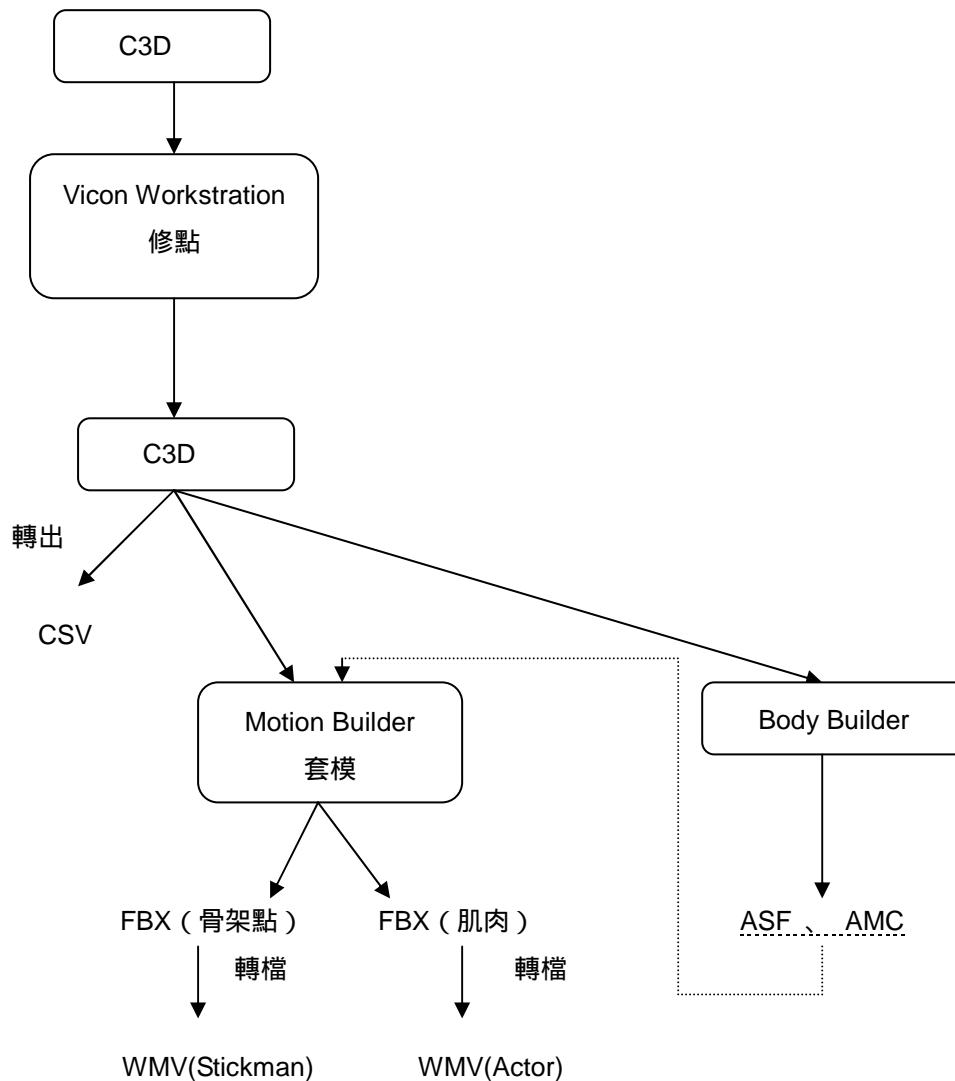 C3D
Vicon Workstration
修點
C3D
轉出
CSV
Motion Builder
套模
Body Builder
FBX（骨架點）
FBX（肌肉）
ASF 、 AMC
轉檔
轉檔
WMV(Stickman)
WMV(Actor)